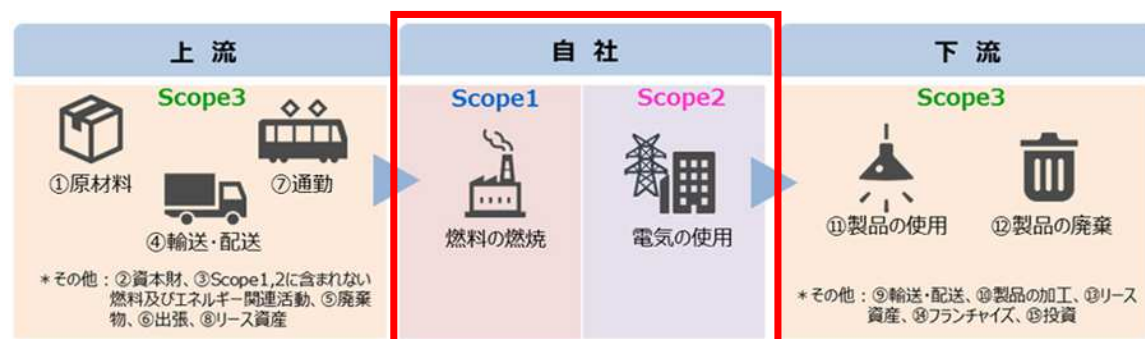 上 流
Scope3
①原材料
⑦通勤
④輸送・配送
＊その他：②資本財、③Scope1,2に含まれない
燃料及びエネルギー関連活動、⑤廃棄
物、⑥出張、⑧リース資産
自 社
Scope1
燃料の燃焼
Scope2
電気の使用
下 流
Scope3
⑪製品の使用
⑫製品の廃棄
＊その他：⑨輸送・配送、⑩製品の加工、⑬リース
資産、⑭フランチャイズ、⑮投資